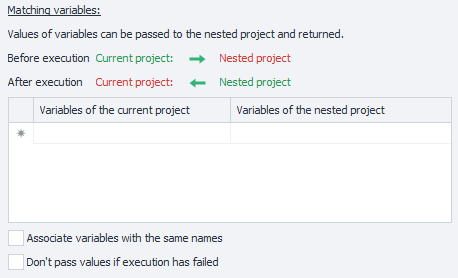 Matching variables:
Values of variables can be passed to the nested project and returned.
Before execution Current project: → Nested project
After execution Current project: ← Nested project
Variables of the current project Variables of the nested project
Associate variables with the same names
Don't pass values if execution has failed